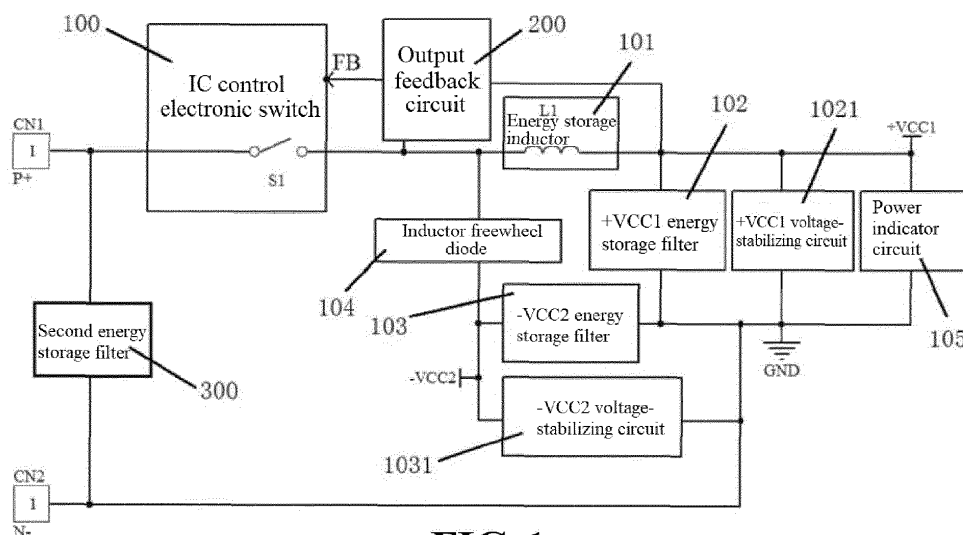 100
IC control
electronic switch
FB
Output
feedback
circuit
200
101
L1
Energy storage
inductor
102
1021
+VCC1
CN1
1
P+
S1
+VCC1 energy
storage filter
+VCC1 voltage-
stabilizing circuit
Power
indicator
circuit
105
Inductor freewheel
diode
104
103
-VCC2 energy
storage filter
GND
Second energy
storage filter
300
-VCC2
-VCC2 voltage-
stabilizing circuit
1031
CN2
1
N-
FIG. 1